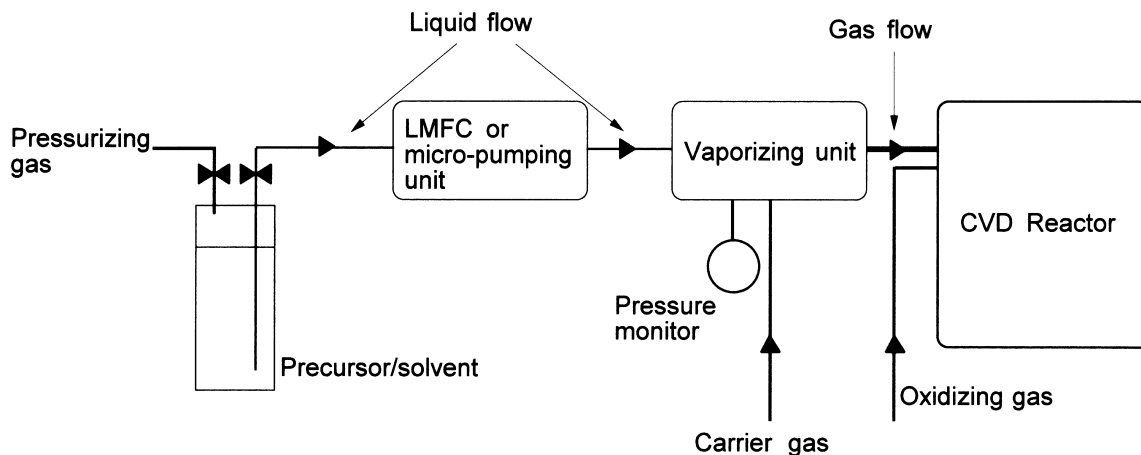 Liquid flow
Gas flow
Pressurizing
gas
LMFC or
micro-pumping
unit
Vaporizing unit
CVD Reactor
Pressure
monitor
Precursor/solvent
Oxidizing gas
Carrier gas